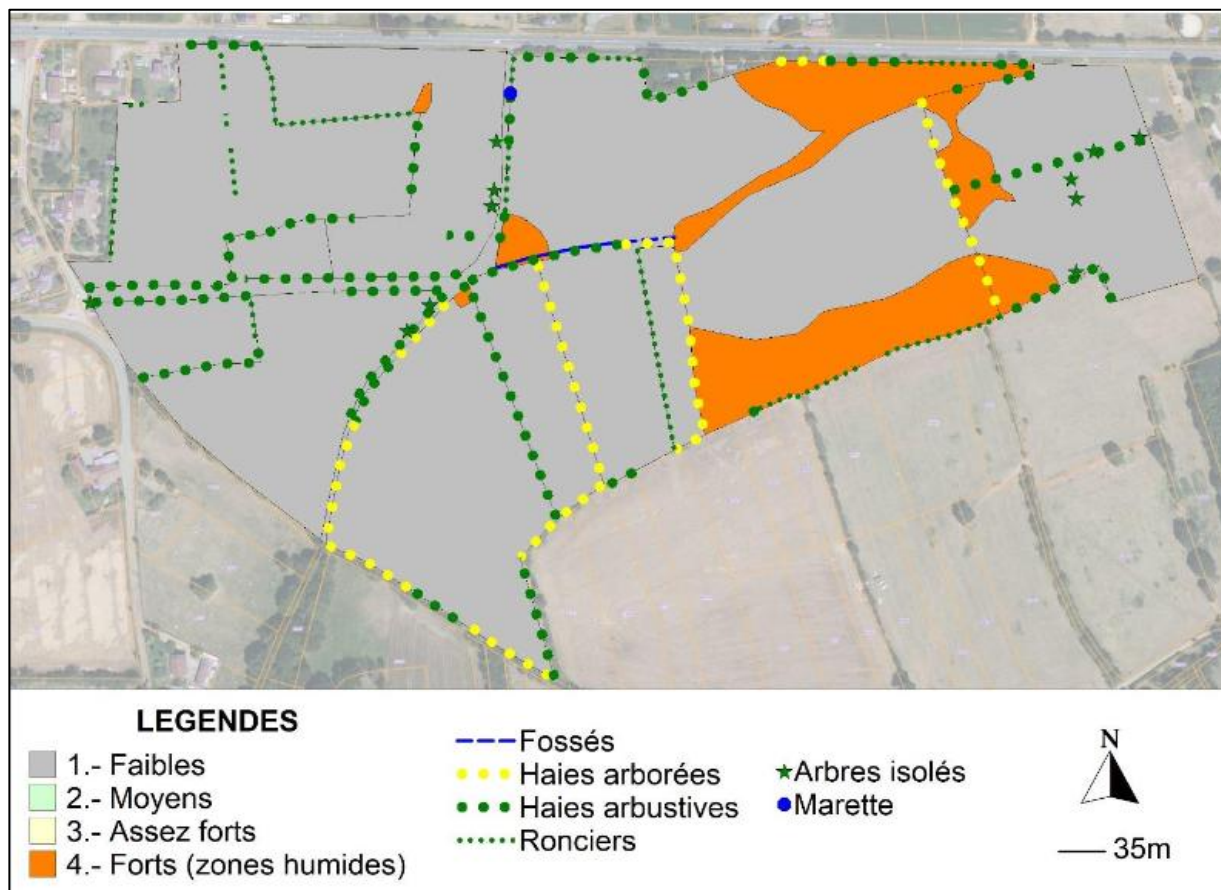 LEGENDES
1.- Faibles
2.- Moyens
3.- Assez forts
4.- Forts (zones humides)
Fossés
Haies arborées
Haies arbustives
Ronciers
Arbres isolés
Marette
N
35m